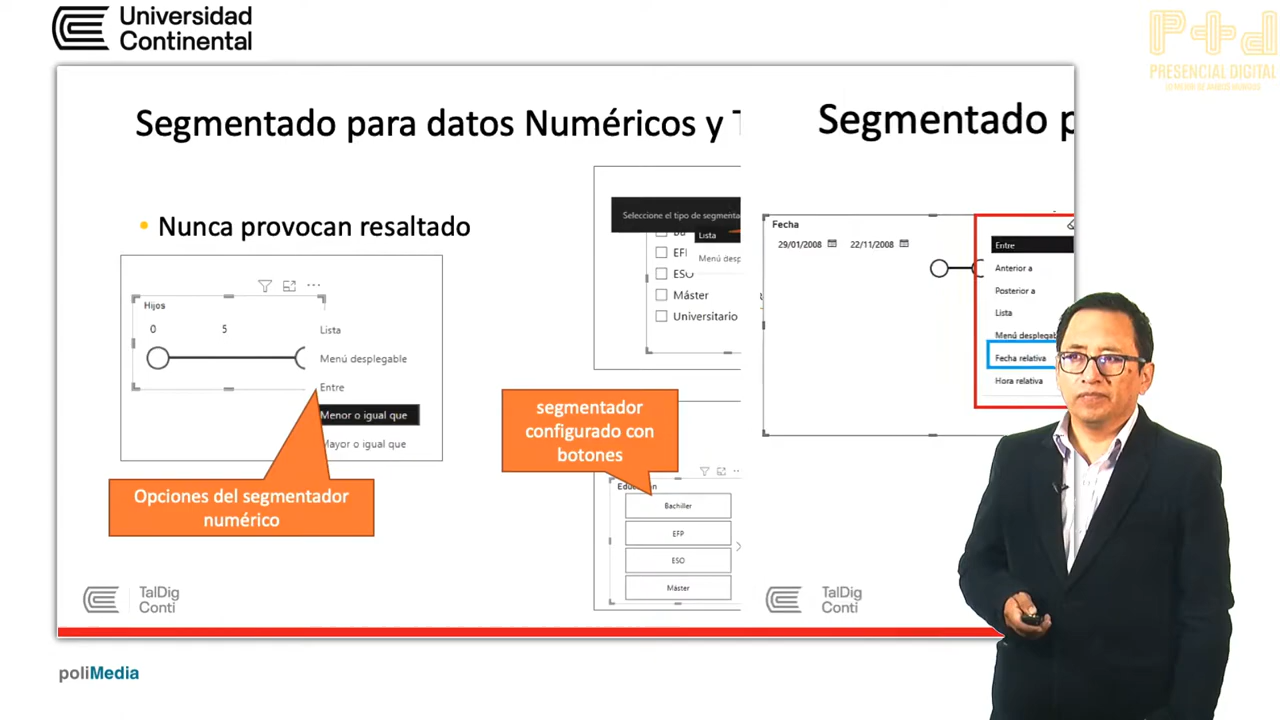 Universidad
Continental
PRESENCIAL DIGITAL
Segmentado para datos Numéricos y
• Nunca provocan resaltado
Hijos
0 5
Lista
Menú desplegable
Entre
Menor o igual que
Mayor o igual que
Opciones del segmentador
numérico
Seleccione el tipo de
Lista
EFI
Menú
ESO
Máster
Universitario
segmentador
configurado con
botones
Bachiller
EFP
ESO
Máster
TalDig
Conti
Segmentado
Fecha
29/01/2008 22/11/2008
Entre
Anterior a
Posterior a
Lista
Menú
Fecha relativa
Hora relativa
TalDig
Conti
poliMedia